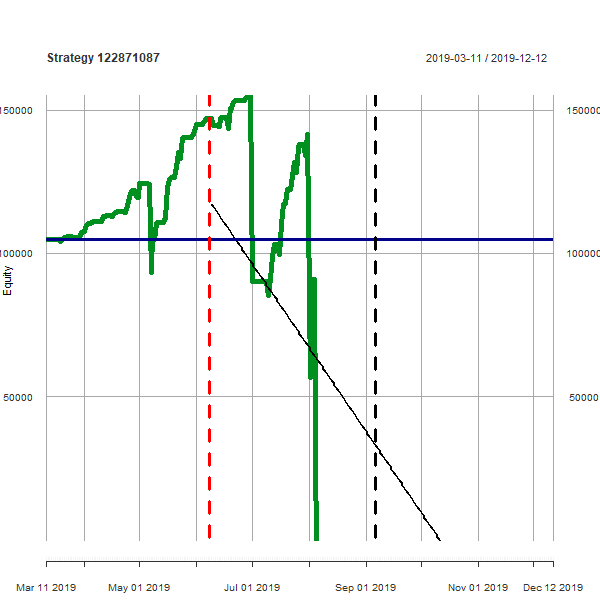 Strategy 122871087
2019-03-11 / 2019-12-12
150000
150000
100000
100000
Equity
50000
50000
Mar 11 2019
May 01 2019
Jul 01 2019
Sep 01 2019
Nov 01 2019
Dec 12 2019